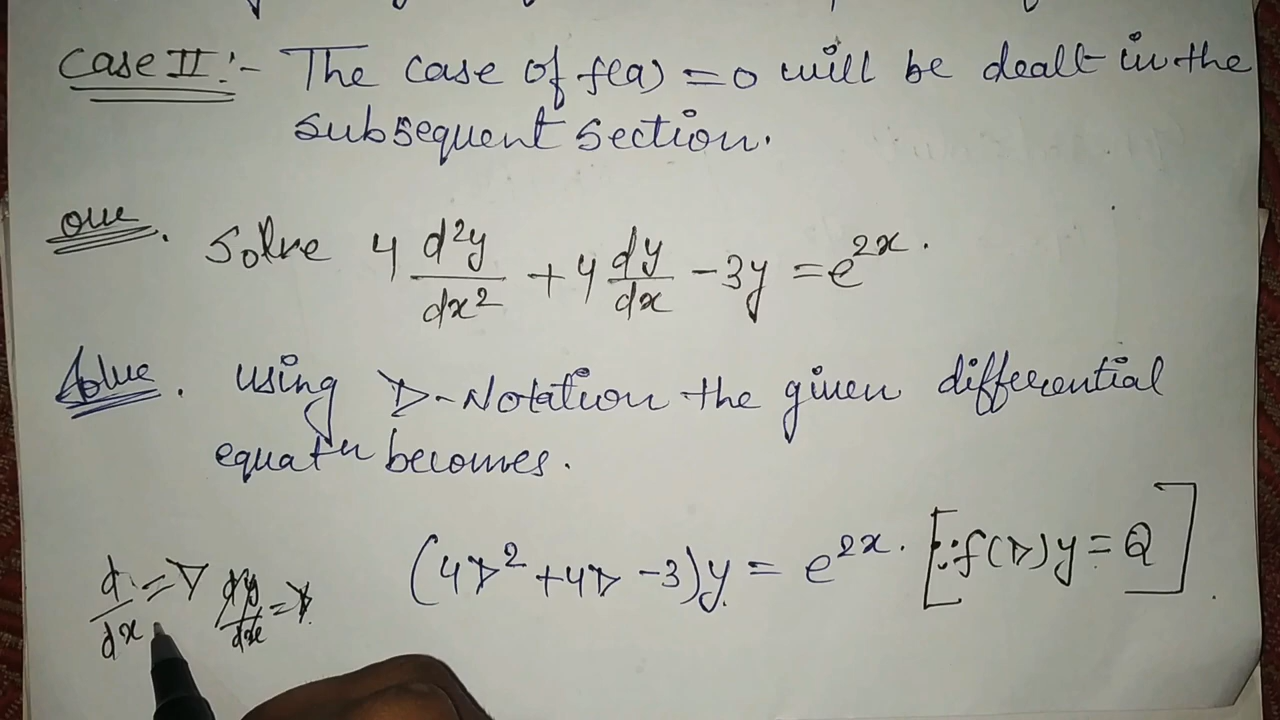 Case II :- The case of f(a) = 0 will be dealt in the
subsequent section.
Que. Solve 4 d²y/dx² + 4 dy/dx - 3y = e^2x.
Solve. Using D-Notation the given differential
equatn becomes.
(4D² + 4D - 3)y = e^2x. [∵ f(D)y = Q]
d/dx = D